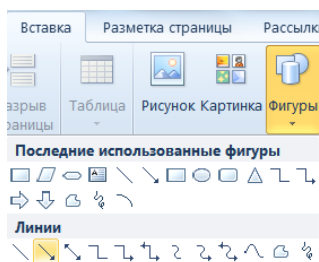 Вставка Разметка страницы Рассылк
азрыв Таблица Рисунок Картинка Фигуры
раницы
Последние использованные фигуры
Линии